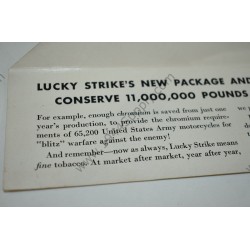 LUCKY STRIKE'S NEW PACKAGE AND
CONSERVE 11,000,000 POUNDS
For example, enough chromium is saved from just one
year's production, to provide the chromium require-
ments of 65,200 United States Army motorcycles for
"blitz" warfare against the enemy!
And remember—now as always, Lucky Strike means
fine tobacco. At market after market, year after year,
we p